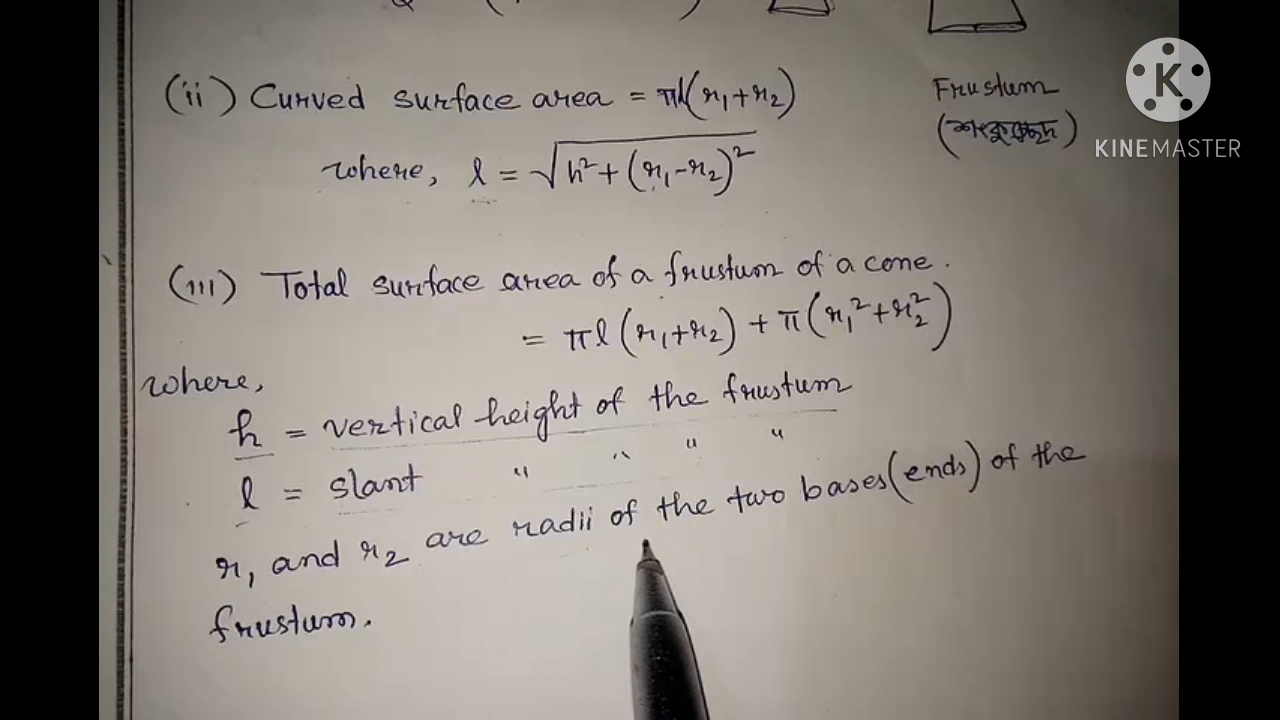 (ii) Curved surface area = πl(r₁+r₂)
Frustum
KINEMASTER
where, l = √h²+(r₁-r₂)²
(iii) Total surface area of a frustum of a cone.
= πl(r₁+r₂)+π(r₁²+r₂²)
where,
h = vertical height of the frustum
l = slant " " " "
r₁ and r₂ are radii of the two bases(ends) of the
frustum.